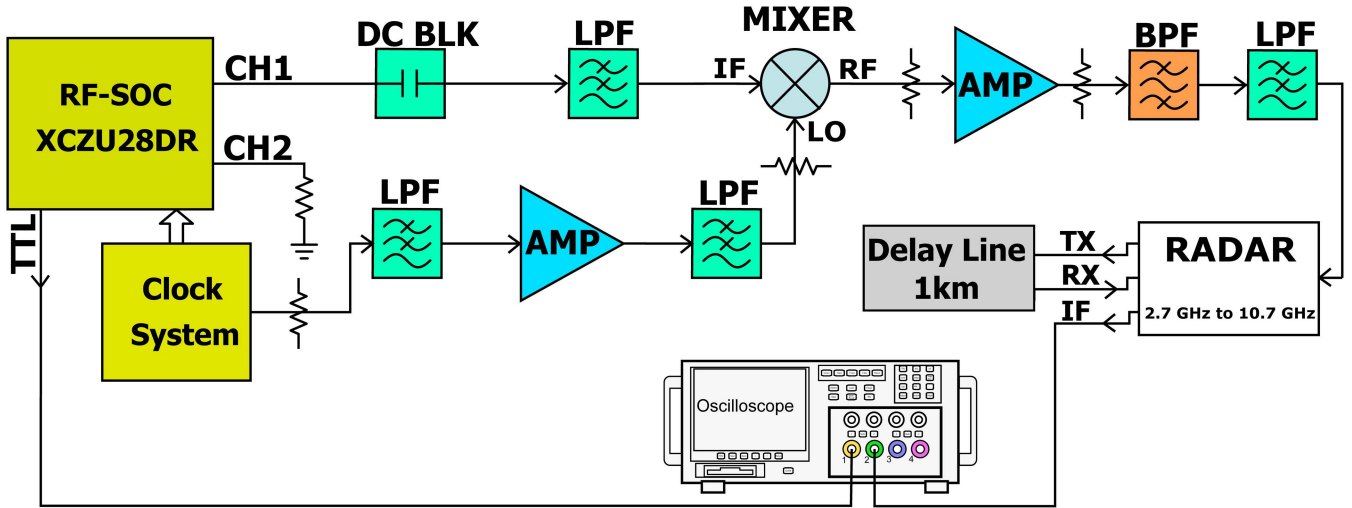 MIXER
DC BLK
LPF
BPF
LPF
CH1
IF
RF
AMP
RF-SOC
XCZU28DR
LO
CH2
LPF
LPF
AMP
TTL
Clock
System
Delay Line
1km
TX
RX
IF
RADAR
2.7 GHz to 10.7 GHz
Oscilloscope
1
2
3
4